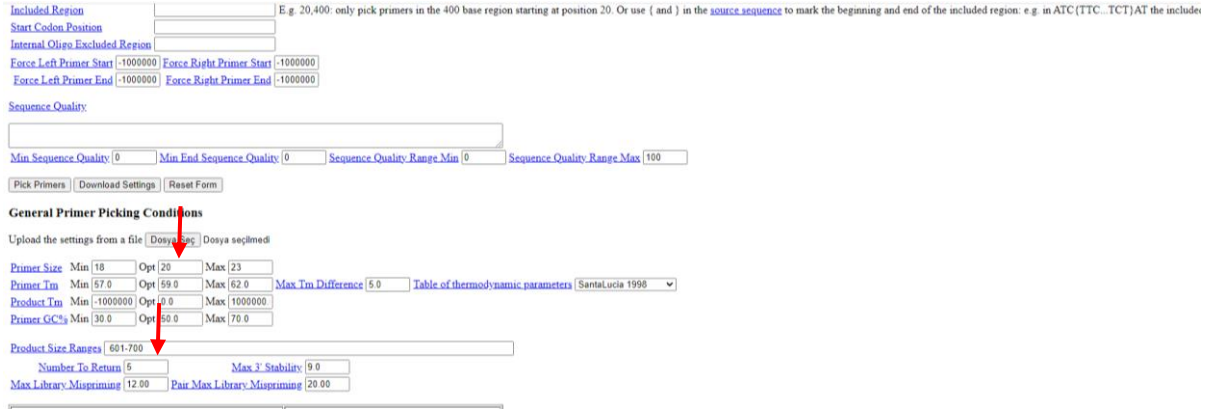 Included Region E.g. 20,400: only pick primers in the 400 base region starting at position 20. Or use { and } in the source sequence to mark the beginning and end of the included region: e.g. in ATC{TTC...TCT}AT the included
Start Codon Position
Internal Oligo Excluded Region
Force Left Primer Start -1000000 Force Right Primer Start -1000000
Force Left Primer End -1000000 Force Right Primer End -1000000
Sequence Quality
Min Sequence Quality 0 Min End Sequence Quality 0 Sequence Quality Range Min 0 Sequence Quality Range Max 100
Pick Primers Download Settings Reset Form
General Primer Picking Conditions
Upload the settings from a file Dosya Seç Dosya seçilmedi
Primer Size Min 18 Opt 20 Max 23
Primer Tm Min 57.0 Opt 59.0 Max 62.0 Max Tm Difference 5.0 Table of thermodynamic parameters SantaLucia 1998
Product Tm Min -1000000 Opt 0.0 Max 1000000
Primer GC% Min 30.0 Opt 50.0 Max 70.0
Product Size Ranges 601-700
Number To Return 5 Max 3' Stability 9.0
Max Library Mispriming 12.00 Pair Max Library Mispriming 20.00